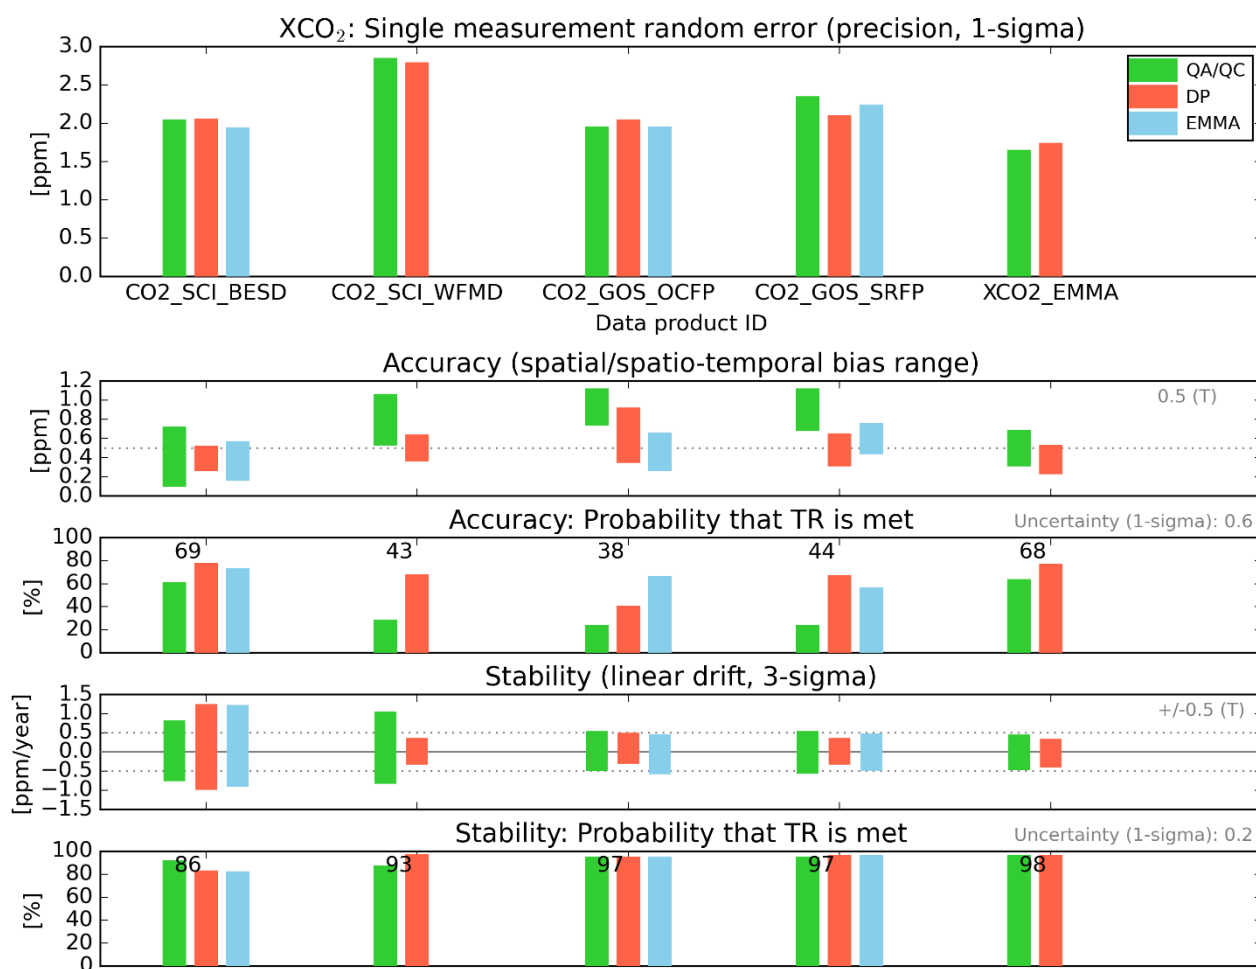 XCO₂: Single measurement random error (precision, 1-sigma)
3.0
2.5
2.0
1.5
1.0
0.5
0.0
[ppm]
QA/QC
DP
EMMA
CO2_SCI_BESD CO2_SCI_WFMD CO2_GOS_OCFP CO2_GOS_SRFP XCO2_EMMA
Data product ID
Accuracy (spatial/spatio-temporal bias range)
1.2
1.0
0.8
0.6
0.4
0.2
0.0
[ppm]
0.5 (T)
Accuracy: Probability that TR is met
Uncertainty (1-sigma): 0.6
100
80
60
40
20
0
[%]
69 43 38 44 68
Stability (linear drift, 3-sigma)
1.5
1.0
0.5
0.0
−0.5
−1.0
−1.5
[ppm/year]
+/-0.5 (T)
Stability: Probability that TR is met
Uncertainty (1-sigma): 0.2
100
80
60
40
20
0
[%]
86 93 97 97 98